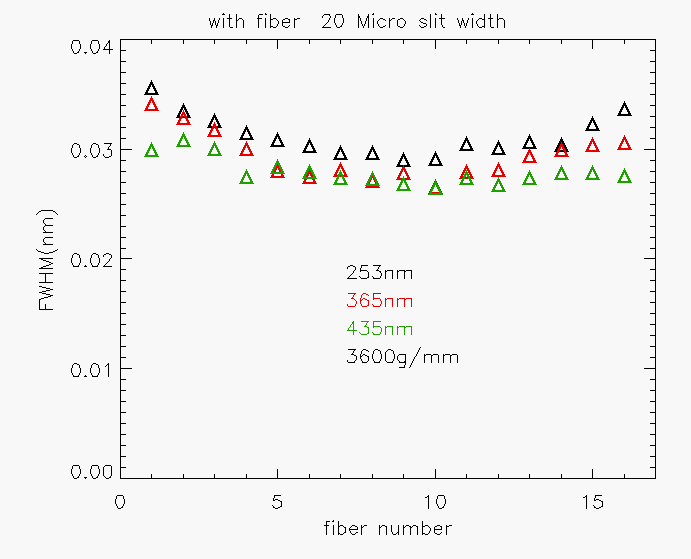 with fiber  20 Micro slit width
0.04
0.03
0.02
0.01
0.00
FWHM(nm)
253nm
365nm
435nm
3600g/mm
0 5 10 15
fiber number